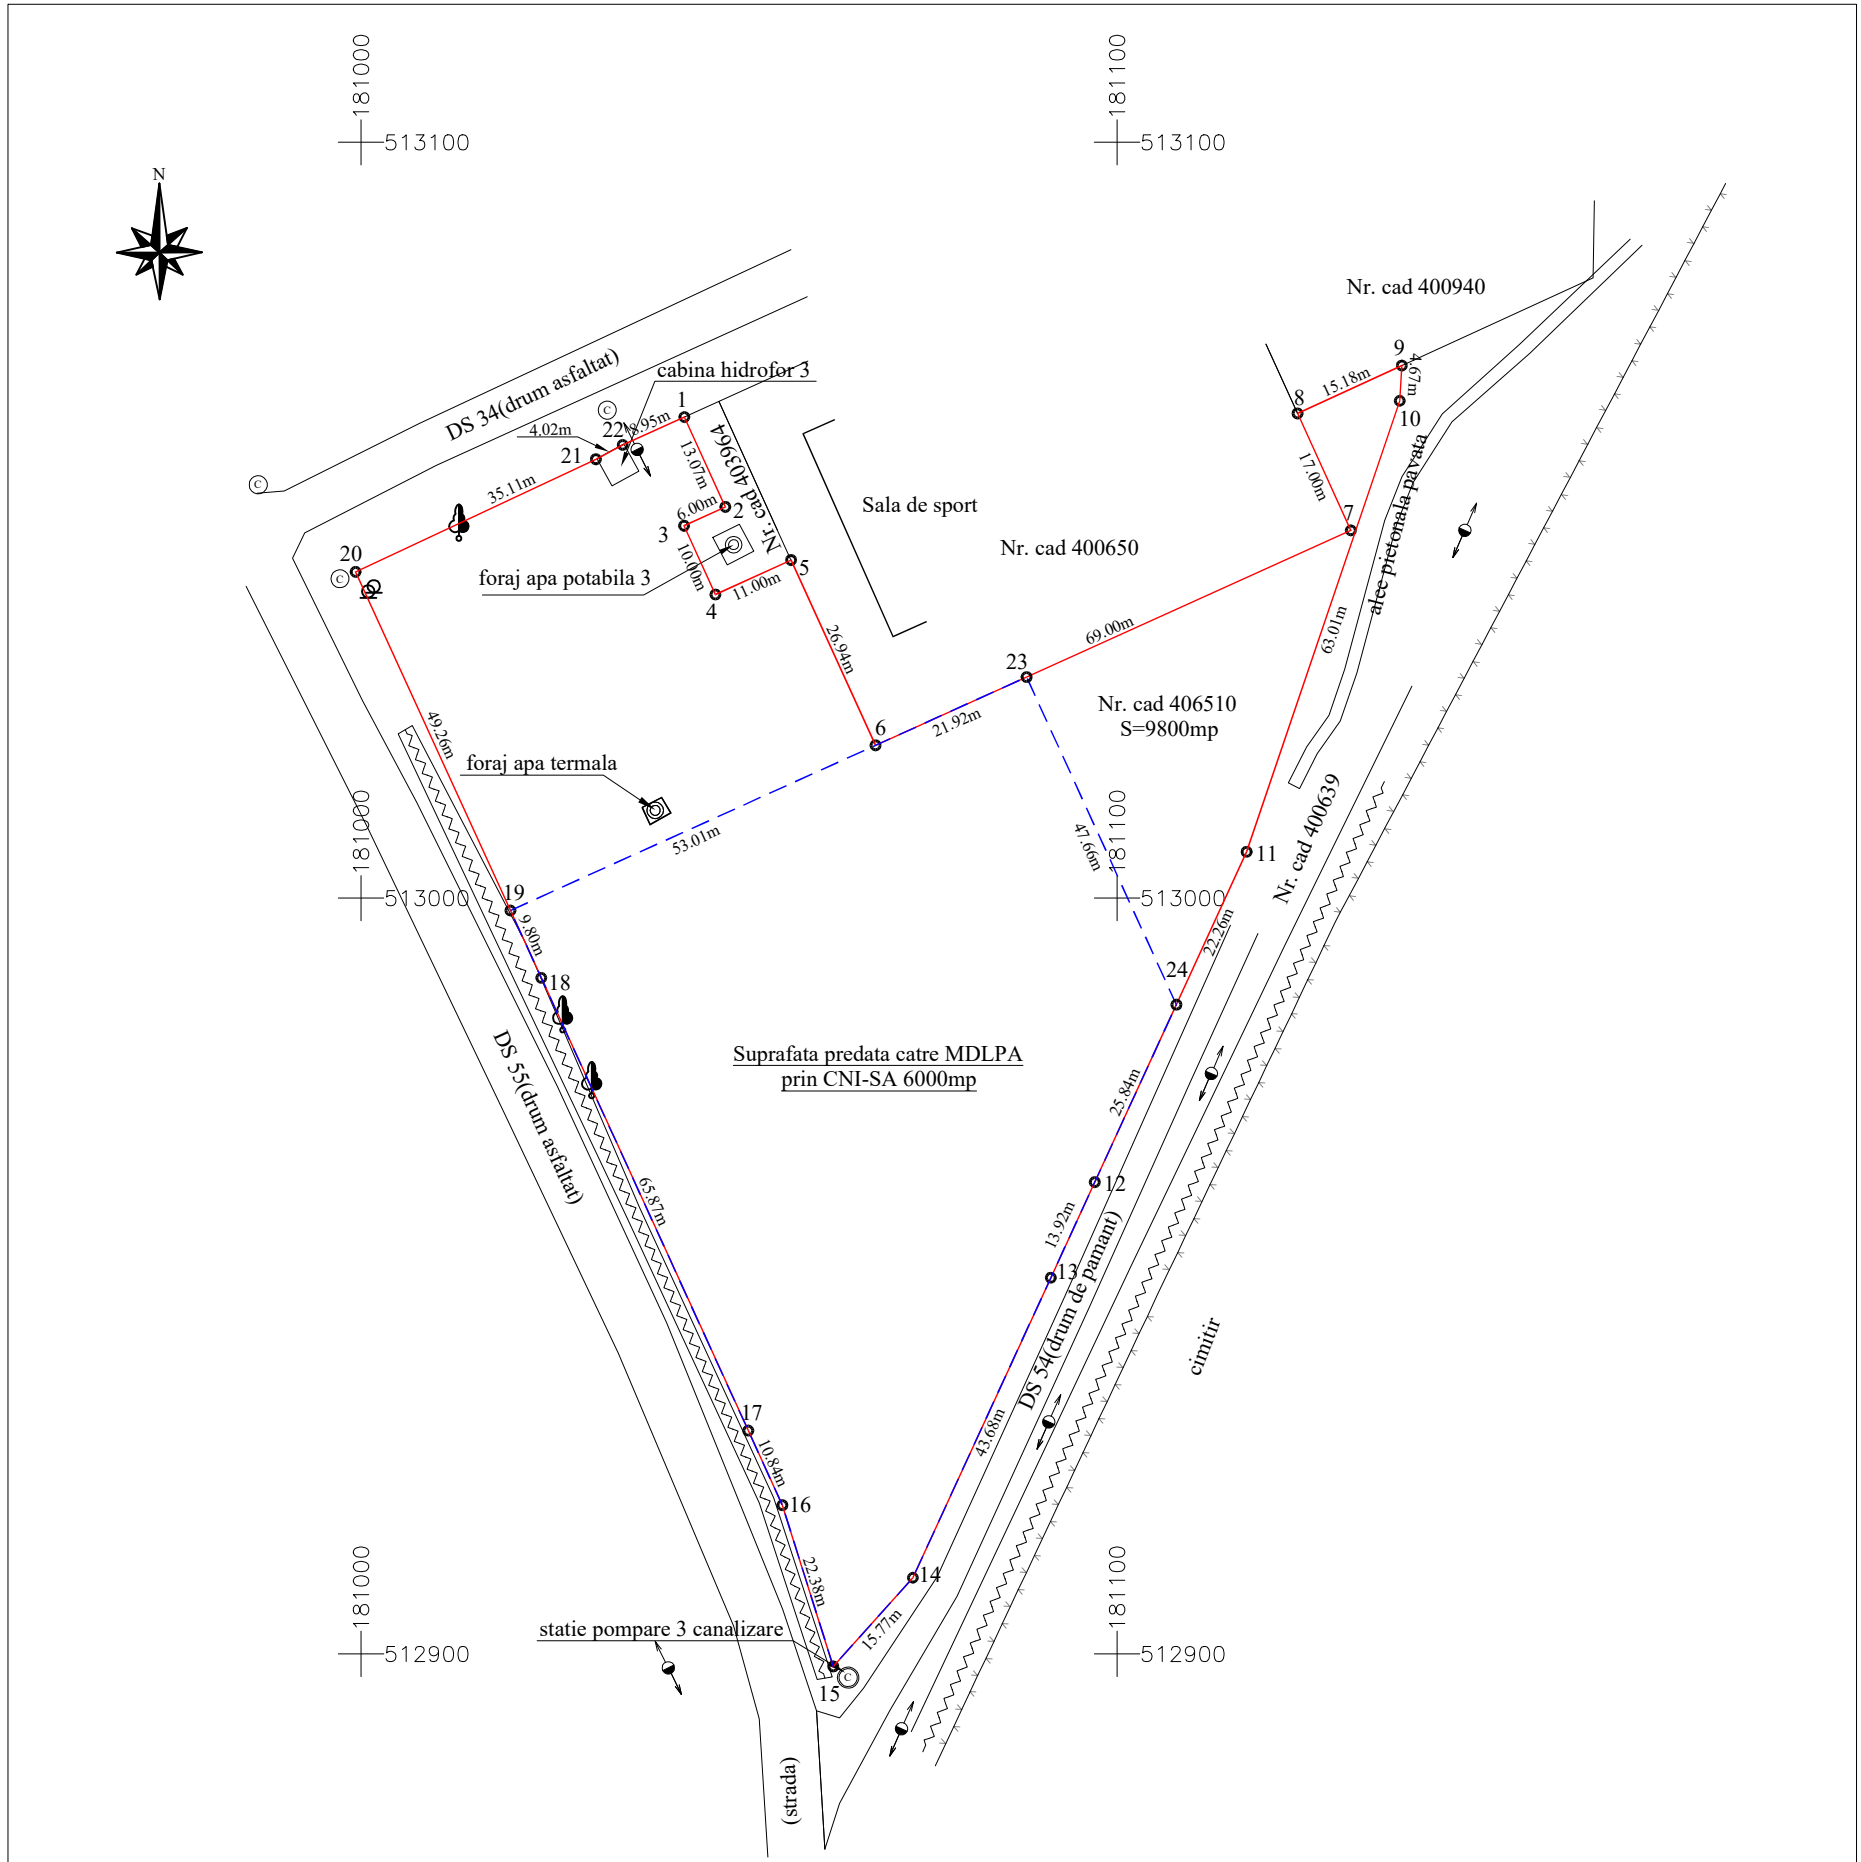 181000
513100
181100
513100
N
Nr. cad 400940
DS 34(drum asfaltat)
cabina hidrofor 3
9
4.67m
15.18m
8
10
1
C
22
8.95m
4.02m
21
13.07m
Nr. cad 403964
C
35.11m
17.00m
alee pietonala pavata
Sala de sport
6.00m
2
3
7
Nr. cad 400650
20
C
10.00m
5
foraj apa potabila 3
11.00m
4
63.01m
69.00m
26.94m
23
49.26m
Nr. cad 406510
S=9800mp
21.92m
6
foraj apa termala
181000
513000
53.01m
47.66m
181100
513000
Nr. cad 400639
11
19
9.80m
22.26m
18
24
DS 55(drum asfaltat)
Suprafata predata catre MDLPA
prin CNI-SA 6000mp
25.84m
12
65.87m
13.92m
13
DS 54(drum de pamant)
cimitir
17
43.68m
10.84m
16
14
22.38m
15.77m
181000
512900
181100
512900
statie pompare 3 canalizare
C
15
(strada)